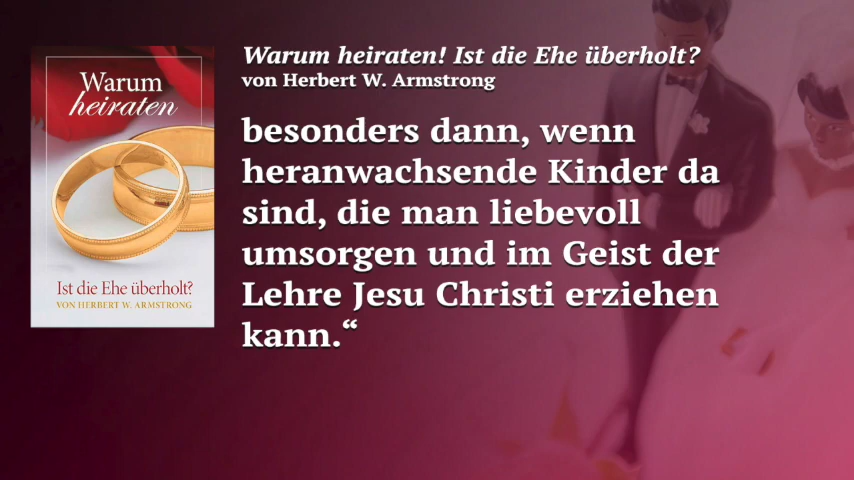 Warum
heiraten
Ist die Ehe überholt?
VON HERBERT W. ARMSTRONG
Warum heiraten! Ist die Ehe überholt?
von Herbert W. Armstrong
besonders dann, wenn
heranwachsende Kinder da
sind, die man liebevoll
umsorgen und im Geist der
Lehre Jesu Christi erziehen
kann.“